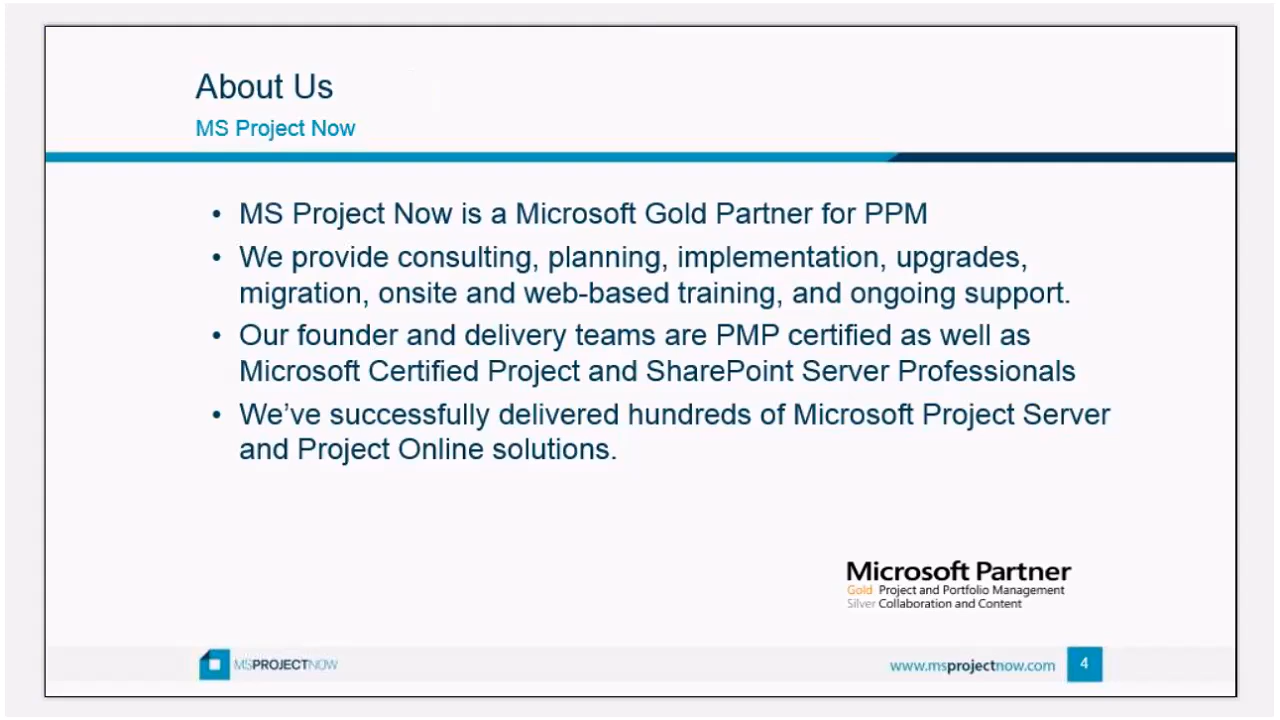 About Us
MS Project Now
• MS Project Now is a Microsoft Gold Partner for PPM
• We provide consulting, planning, implementation, upgrades,
migration, onsite and web-based training, and ongoing support.
• Our founder and delivery teams are PMP certified as well as
Microsoft Certified Project and SharePoint Server Professionals
• We’ve successfully delivered hundreds of Microsoft Project Server
and Project Online solutions.
Microsoft Partner
Gold Project and Portfolio Management
Silver Collaboration and Content
MSPROJECTNOW
www.msprojectnow.com
4